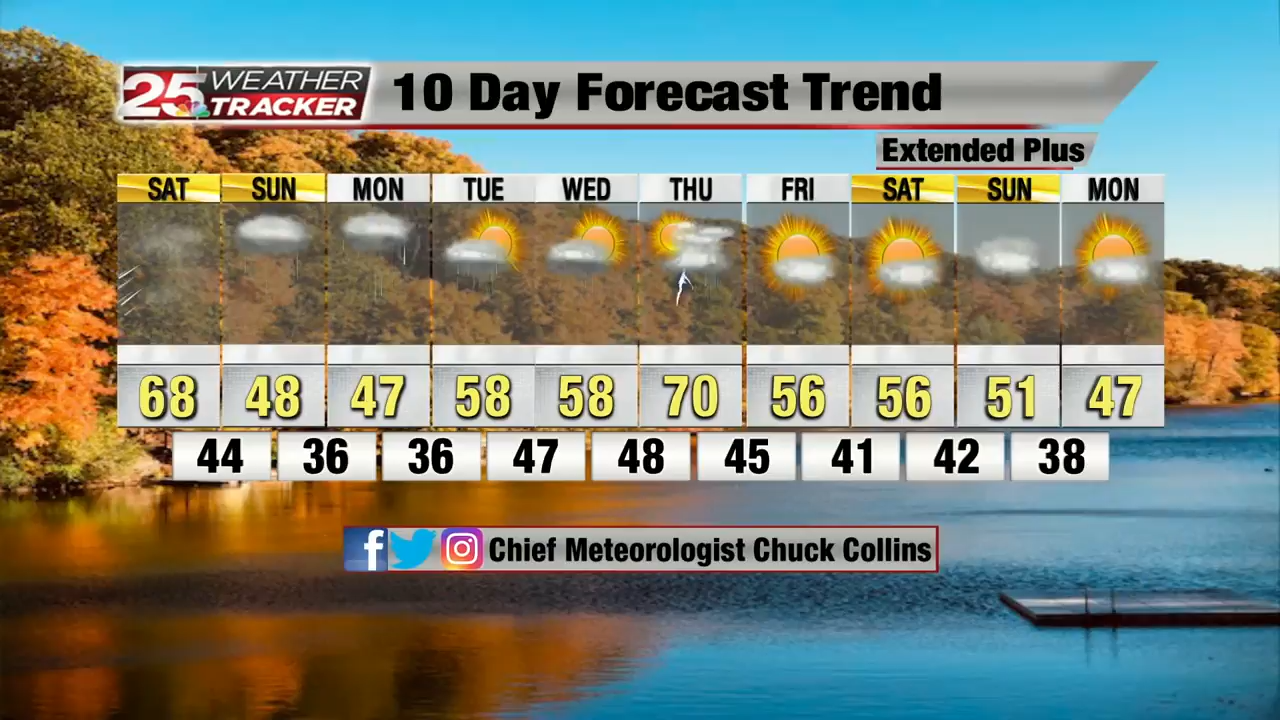 25 WEATHER
TRACKER
10 Day Forecast Trend
Extended Plus
SAT SUN MON TUE WED THU FRI SAT SUN MON
68 48 47 58 58 70 56 56 51 47
44 36 36 47 48 45 41 42 38
f Chief Meteorologist Chuck Collins